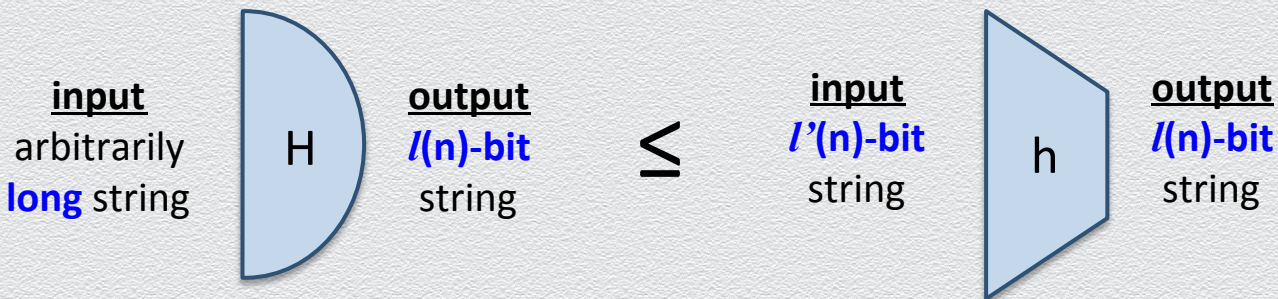 input
arbitrarily
long string
H
output
l(n)-bit
string
≤
input
l’(n)-bit
string
h
output
l(n)-bit
string